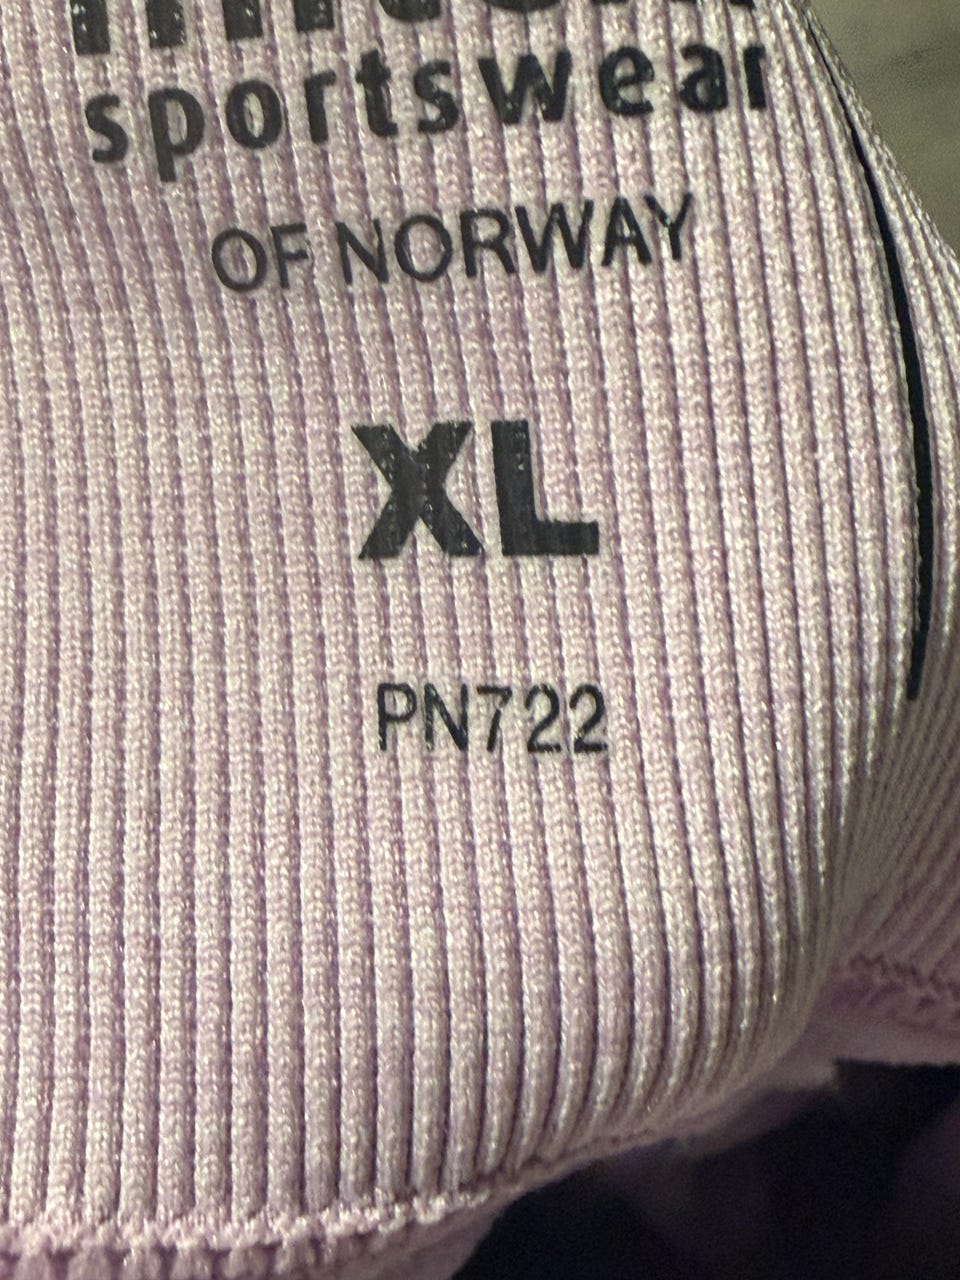 sportswear
OF NORWAY
XL
PN722